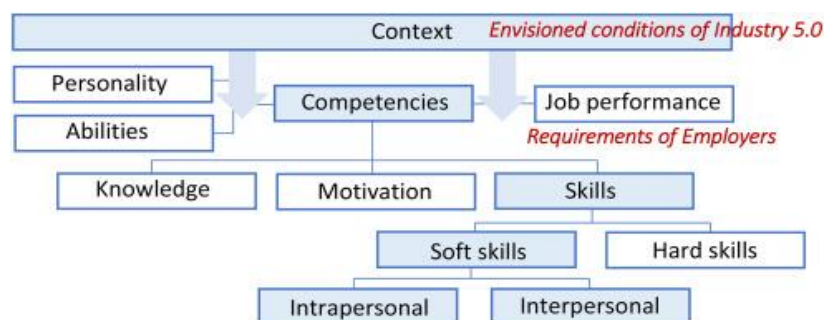 Context Envisioned conditions of Industry 5.0
Personality
Competencies
Job performance
Abilities
Requirements of Employers
Knowledge
Motivation
Skills
Soft skills
Hard skills
Intrapersonal
Interpersonal